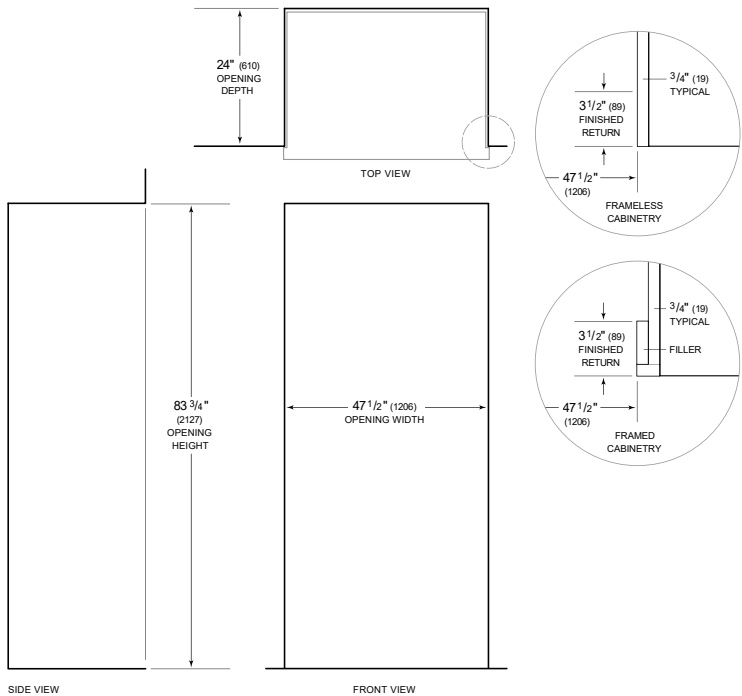 24" (610)
OPENING
DEPTH
TOP VIEW
3/4" (19)
TYPICAL
3 1/2" (89)
FINISHED
RETURN
47 1/2"
(1206)
FRAMELESS
CABINETRY
3/4" (19)
TYPICAL
3 1/2" (89)
FINISHED
RETURN
FILLER
47 1/2"
(1206)
FRAMED
CABINETRY
83 3/4"
(2127)
OPENING
HEIGHT
47 1/2" (1206)
OPENING WIDTH
SIDE VIEW
FRONT VIEW